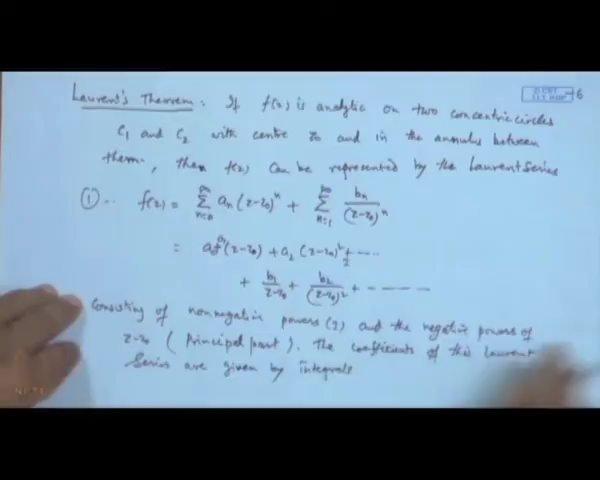 Laurent's Theorem: If f(z) is analytic on two concentric circles
C₁ and C₂ with centre z₀ and in the annulus between
them, then f(z) can be represented by the Laurent Series
① .. f(z) = ∑_{n=0}^{∞} aₙ(z-z₀)ⁿ + ∑_{n=1}^{∞} bₙ/(z-z₀)ⁿ
= a₀+a₁(z-z₀) + a₂(z-z₀)² + ---
+ b₁/(z-z₀) + b₂/(z-z₀)² + - - - -
Consisting of nonnegative powers and the negative powers of
z-z₀ (Principal part). The coefficients of this Laurent
Series are given by integrals